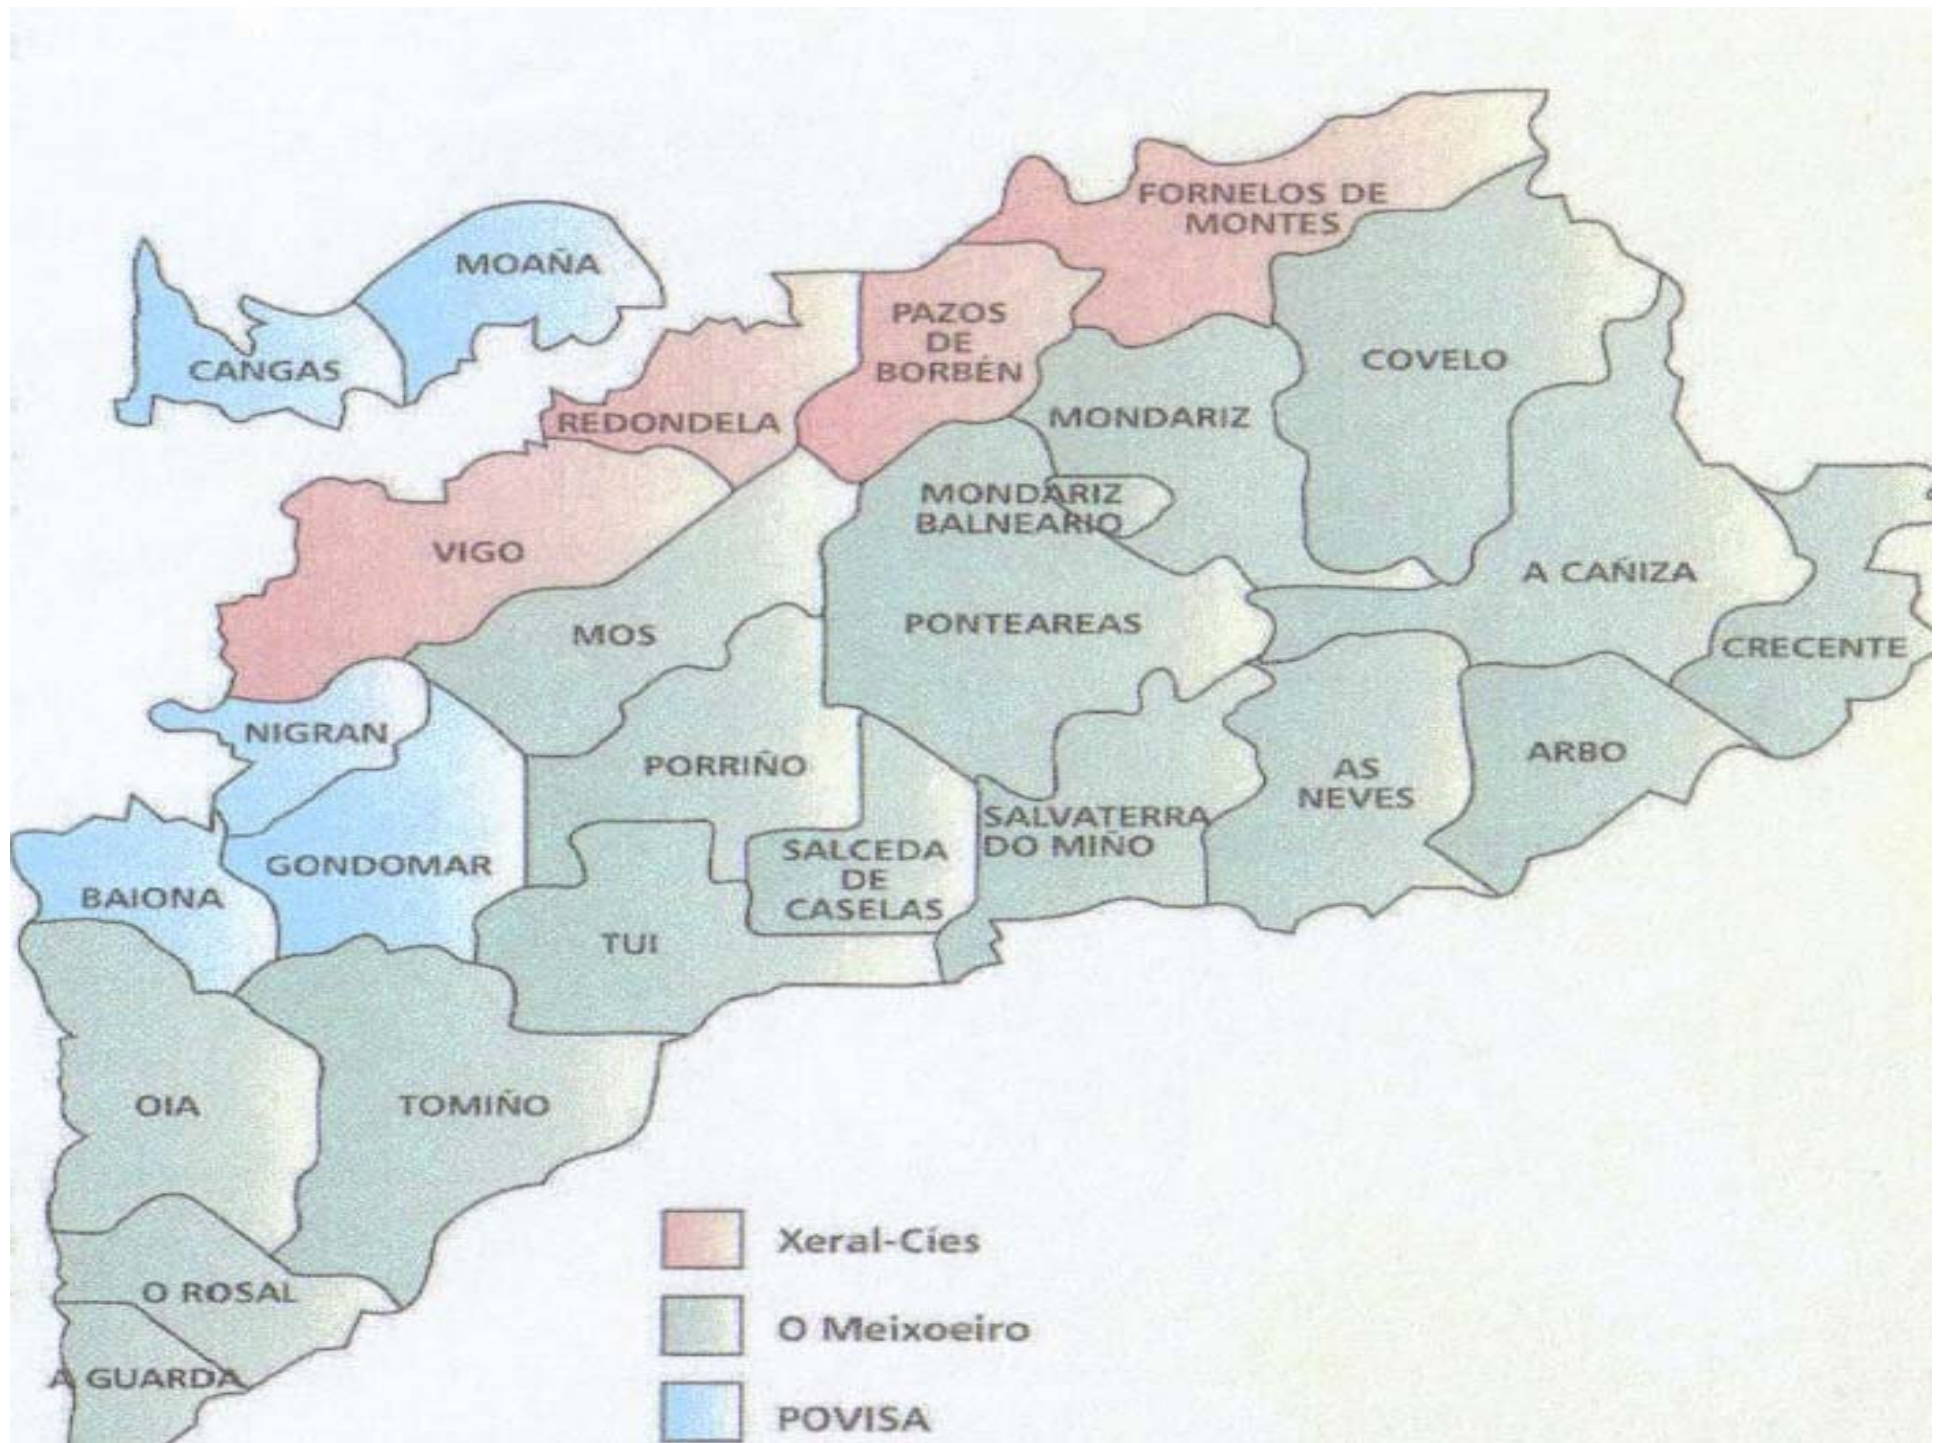 FORNELOS DE
MONTES
MOAÑA
PAZOS
DE
BORBÉN
CANGAS
COVELO
REDONDELA
MONDARIZ
MONDARIZ
BALNEARIO
VIGO
A CAÑIZA
MOS
PONTEAREAS
CRECENTE
NIGRAN
PORRIÑO
ARBO
AS
NEVES
SALVATERRA
DO MIÑO
SALCEDA
DE
CASELAS
GONDOMAR
BAIONA
TUI
OIA
TOMIÑO
O ROSAL
A GUARDA
Xeral-Cíes
O Meixoeiro
POVISA